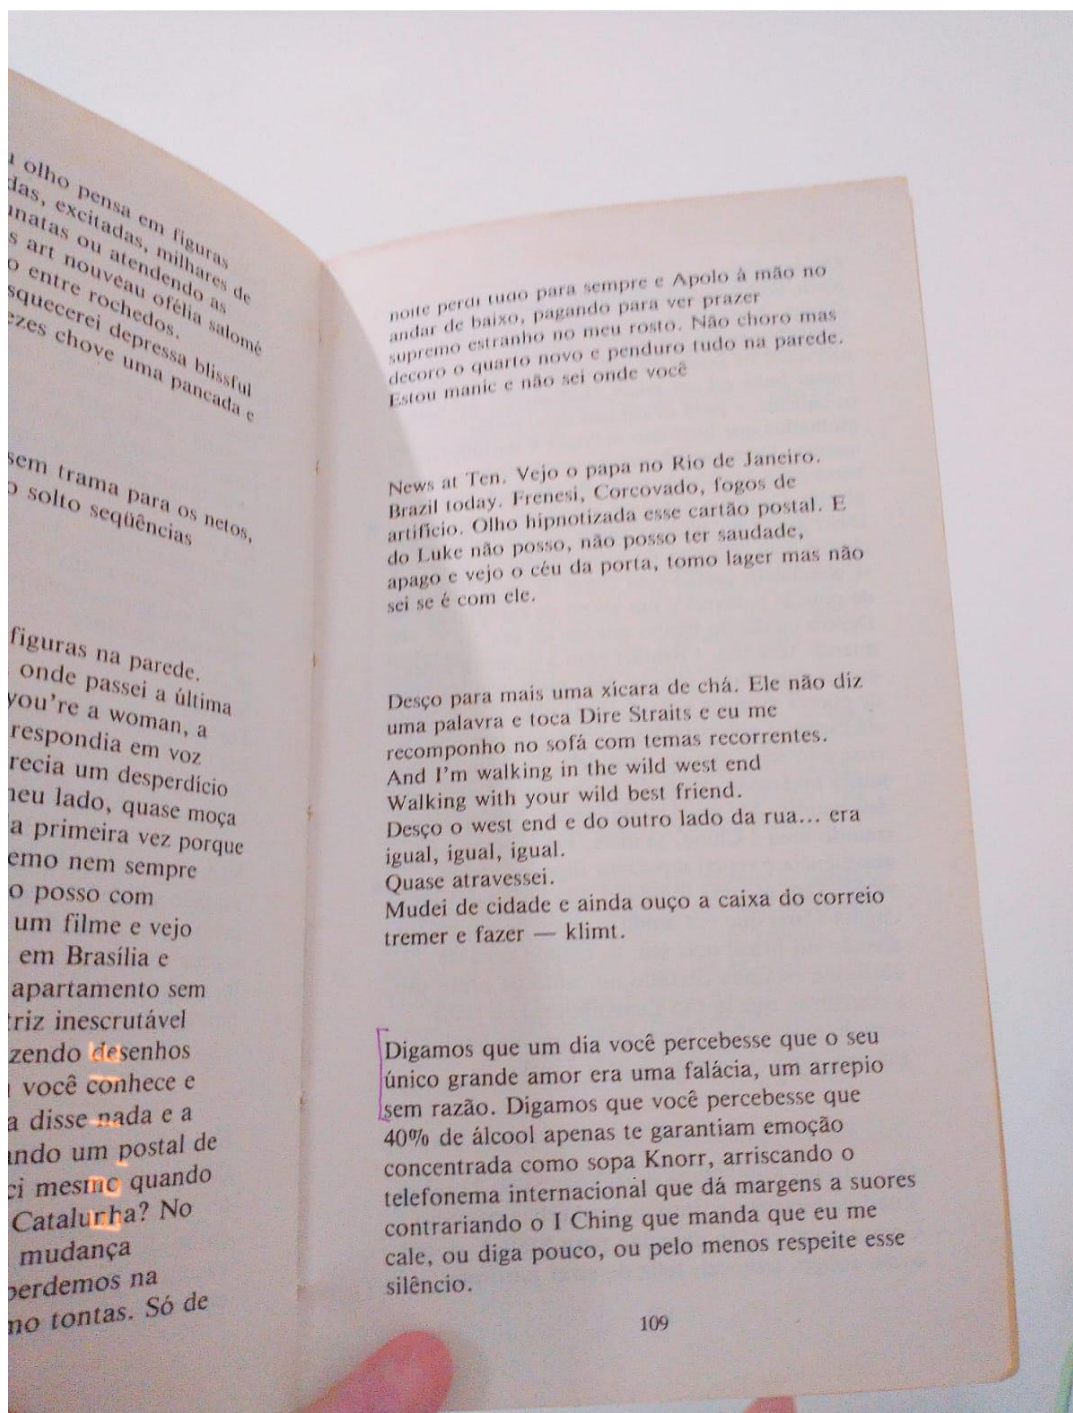 olho pensa em figuras
das, excitadas, milhares de
natas ou atendendo as
s art nouveau ofélia salomé
o entre rochedos.
squecerei depressa blissful
ezes chove uma pancada e
sem trama para os netos,
o solto seqüências
figuras na parede.
onde passei a última
you're a woman, a
respondia em voz
recia um desperdício
neu lado, quase moça
a primeira vez porque
emo nem sempre
o posso com
um filme e vejo
em Brasília e
apartamento sem
triz inescrutável
zendo desenhos
você conhece e
a disse nada e a
ando um postal de
ci mesmo quando
Catalunha? No
mudança
perdemos na
mo tontas. Só de
noite perdi tudo para sempre e Apolo à mão no
andar de baixo, pagando para ver prazer
supremo estranho no meu rosto. Não choro mas
decoro o quarto novo e penduro tudo na parede.
Estou manic e não sei onde você
News at Ten. Vejo o papa no Rio de Janeiro.
Brazil today. Frenesi, Corcovado, fogos de
artifício. Olho hipnotizada esse cartão postal. E
do Luke não posso, não posso ter saudade,
apago e vejo o céu da porta, tomo lager mas não
sei se é com ele.
Desço para mais uma xícara de chá. Ele não diz
uma palavra e toca Dire Straits e eu me
recomponho no sofá com temas recorrentes.
And I'm walking in the wild west end
Walking with your wild best friend.
Desço o west end e do outro lado da rua... era
igual, igual, igual.
Quase atravessei.
Mudei de cidade e ainda ouço a caixa do correio
tremer e fazer — klimt.
Digamos que um dia você percebesse que o seu
único grande amor era uma falácia, um arrepio
sem razão. Digamos que você percebesse que
40% de álcool apenas te garantiam emoção
concentrada como sopa Knorr, arriscando o
telefonema internacional que dá margens a suores
contrariando o I Ching que manda que eu me
cale, ou diga pouco, ou pelo menos respeite esse
silêncio.
109